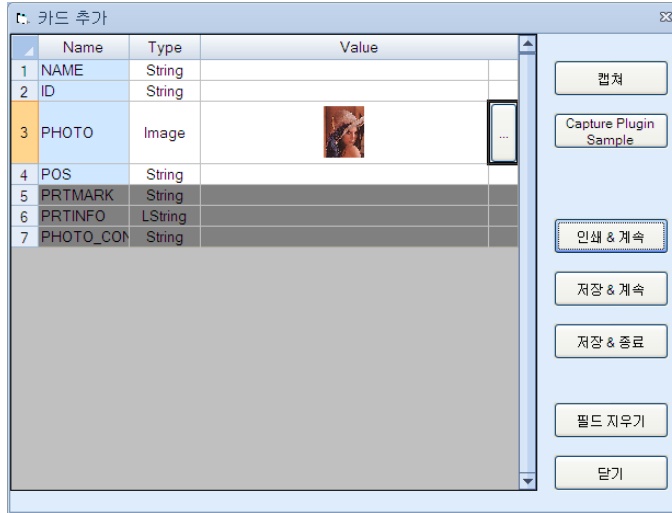 카드 추가
Name Type Value
1 NAME String
2 ID String
3 PHOTO Image ...
4 POS String
5 PRTMARK String
6 PRTINFO LString
7 PHOTO_CON String
캡쳐
Capture Plugin
Sample
인쇄 & 계속
저장 & 계속
저장 & 종료
필드 지우기
닫기